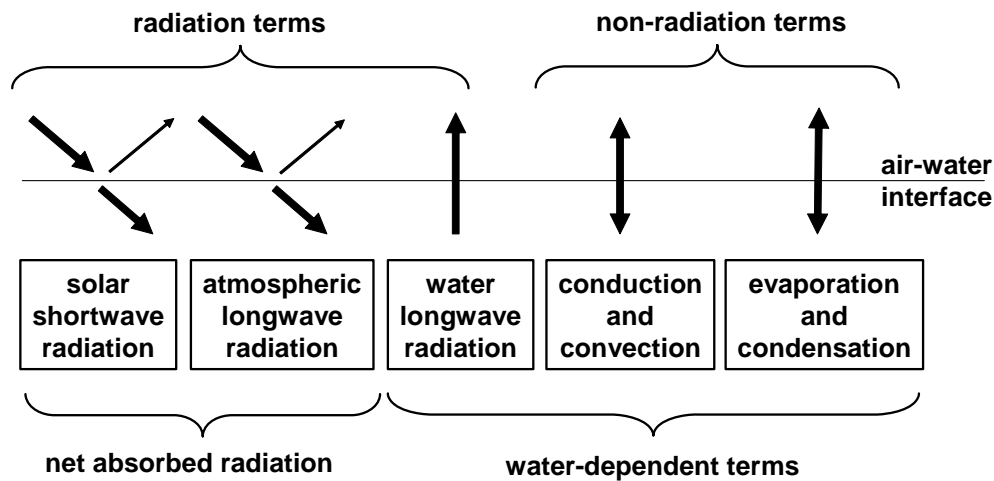 radiation terms
non-radiation terms
air-water
interface
solar
shortwave
radiation
atmospheric
longwave
radiation
water
longwave
radiation
conduction
and
convection
evaporation
and
condensation
net absorbed radiation
water-dependent terms